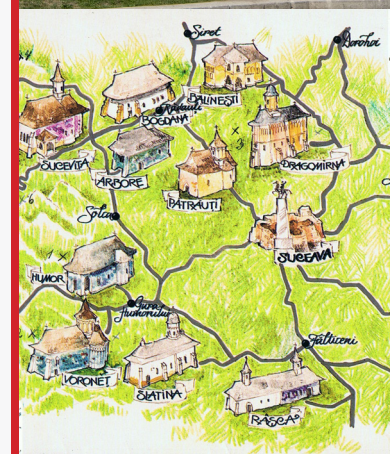 Siret
Dorohoi
BĂLINEȘTI
Rădăuți
BOGDANA
SUCEVIȚA
ARBORE
DRAGOMIRNA
PĂTRĂUȚI
Solca
SUCEAVA
HUMOR
Gura
Humorului
Fălticeni
VORONEȚ
SLATINA
RÂȘCA